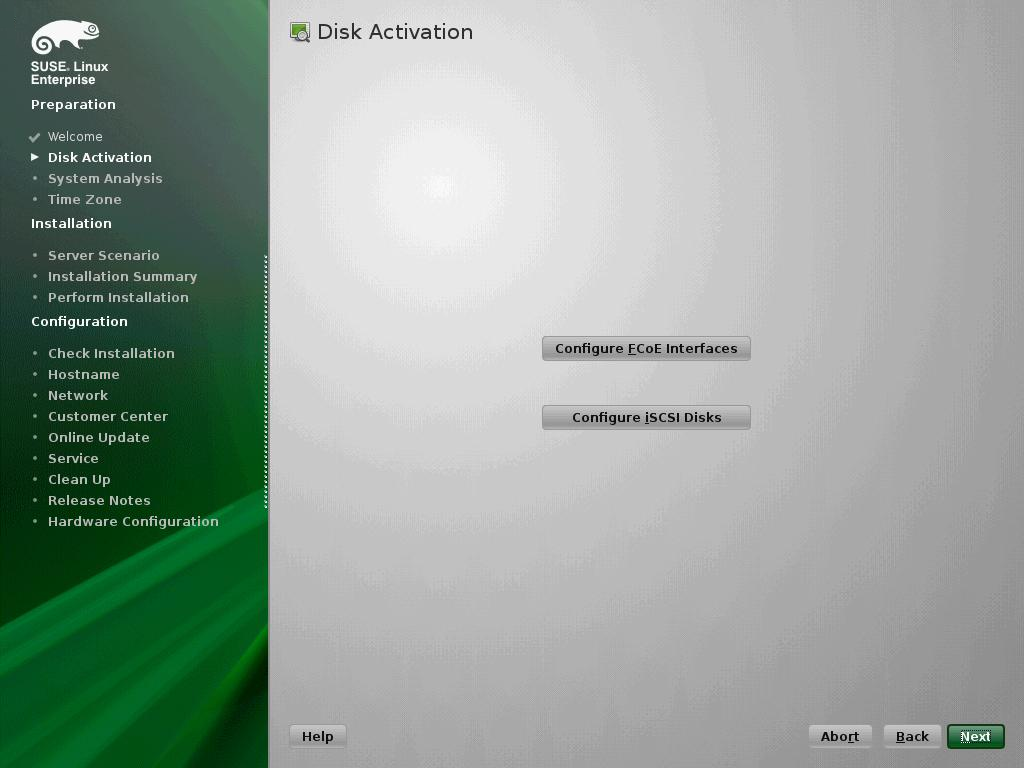 Disk Activation
SUSE. Linux
Enterprise
Preparation
Welcome
Disk Activation
System Analysis
Time Zone
Installation
Server Scenario
Installation Summary
Perform Installation
Configuration
Check Installation
Hostname
Network
Customer Center
Online Update
Service
Clean Up
Release Notes
Hardware Configuration
Configure FCoE Interfaces
Configure iSCSI Disks
Help
Abort
Back
Next